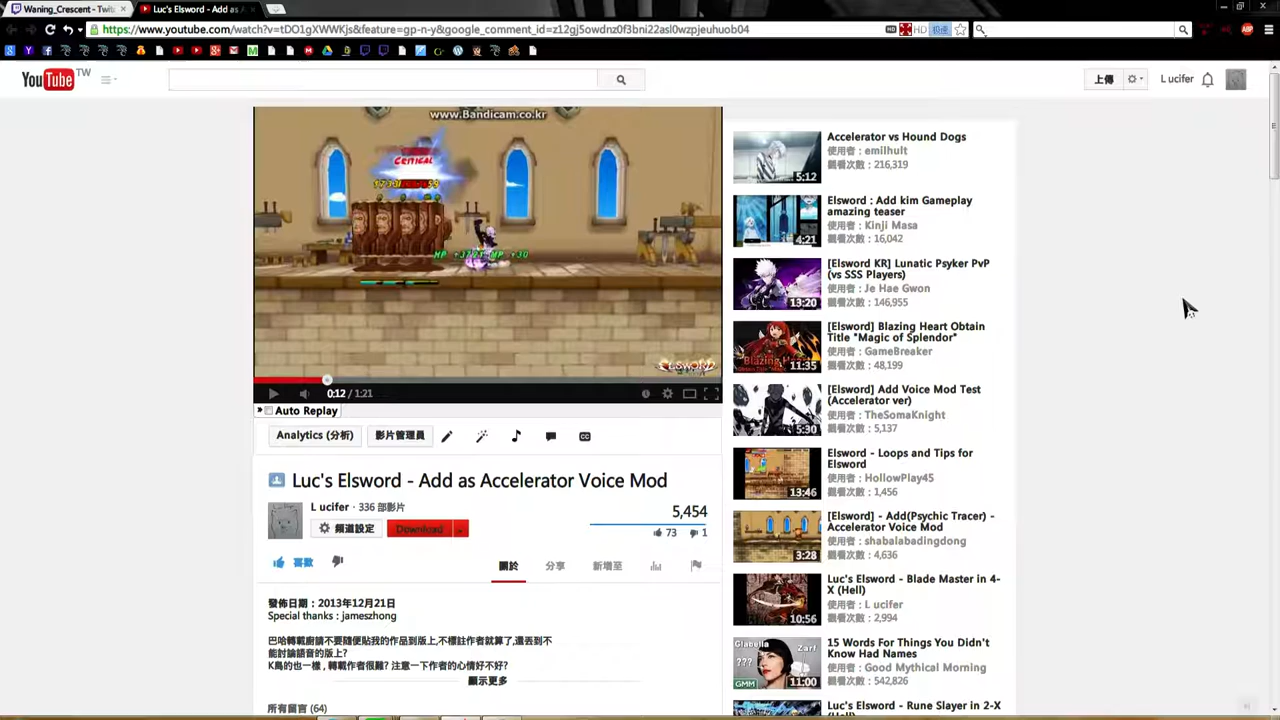 Waning_Crescent - Twitc
Luc's Elsword - Add as A
https://www.youtube.com/watch?v=tDO1gXWWKjs&feature=gp-n-y&google_comment_id=z12gj5owdnz0f3bni22asl0wzpjeuhuob04
HD
極速
ABP
YouTube TW
上傳
L ucifer
www.Bandicam.co.kr
CRITICAL
HP +3723 MP +30
ELSWORD
0:12 / 1:21
Auto Replay
Analytics (分析)
影片管理員
CC
Luc's Elsword - Add as Accelerator Voice Mod
L ucifer · 336 部影片
頻道設定
Download
5,454
73
1
喜歡
關於
分享
新增至
發佈日期：2013年12月21日
Special thanks : jameszhong
巴哈轉載廚請不要隨便貼我的作品到版上,不標註作者就算了,還丟到不
能討論語音的版上?
K島的也一樣 , 轉載作者很難? 注意一下作者的心情好不好?
顯示更多
所有留言 (64)
5:12
Accelerator vs Hound Dogs
使用者：emilhult
觀看次數：216,319
4:21
Elsword : Add kim Gameplay
amazing teaser
使用者：Kinji Masa
觀看次數：16,042
13:20
[Elsword KR] Lunatic Psyker PvP
(vs SSS Players)
使用者：Je Hae Gwon
觀看次數：146,955
Blazing Heart
11:35
[Elsword] Blazing Heart Obtain
Title "Magic of Splendor"
使用者：GameBreaker
觀看次數：48,199
5:30
[Elsword] Add Voice Mod Test
(Accelerator ver)
使用者：TheSomaKnight
觀看次數：5,137
13:46
Elsword - Loops and Tips for
Elsword
使用者：HollowPlay45
觀看次數：1,456
3:28
[Elsword] - Add(Psychic Tracer) -
Accelerator Voice Mod
使用者：shabalabadingdong
觀看次數：4,636
10:56
Luc's Elsword - Blade Master in 4-
X (Hell)
使用者：L ucifer
觀看次數：2,994
Glabella
???
Zarf
GMM
11:00
15 Words For Things You Didn't
Know Had Names
使用者：Good Mythical Morning
觀看次數：542,826
Luc's Elsword - Rune Slayer in 2-X